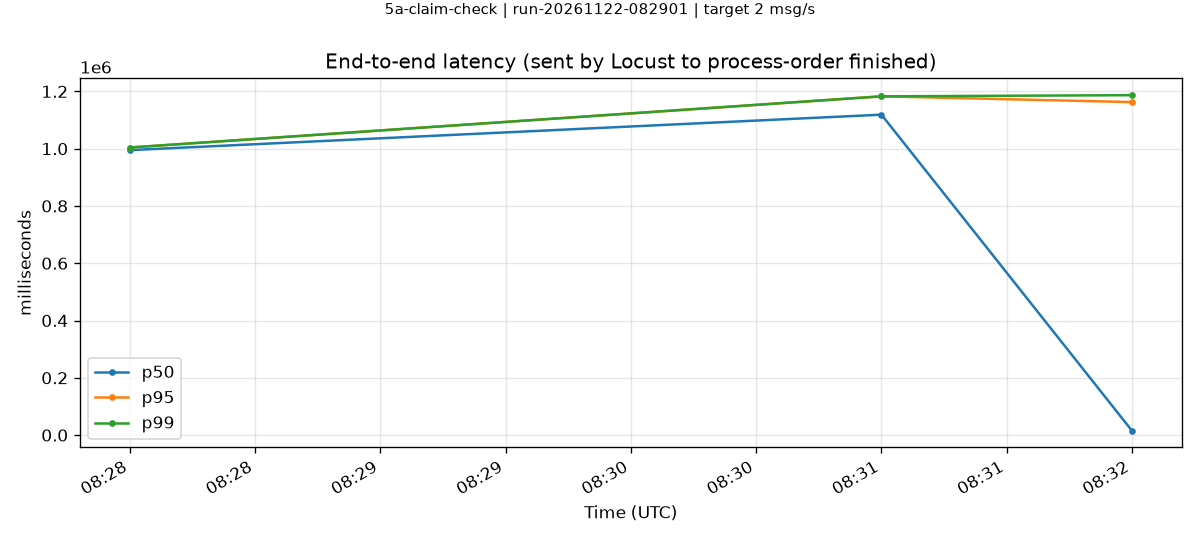 5a-claim-check | run-20261122-082901 | target 2 msg/s
End-to-end latency (sent by Locust to process-order finished)
1e6
1.2
1.0
0.8
0.6
0.4
0.2
0.0
milliseconds
p50
p95
p99
08:28
08:28
08:29
08:29
08:30
08:30
08:31
08:31
08:32
Time (UTC)